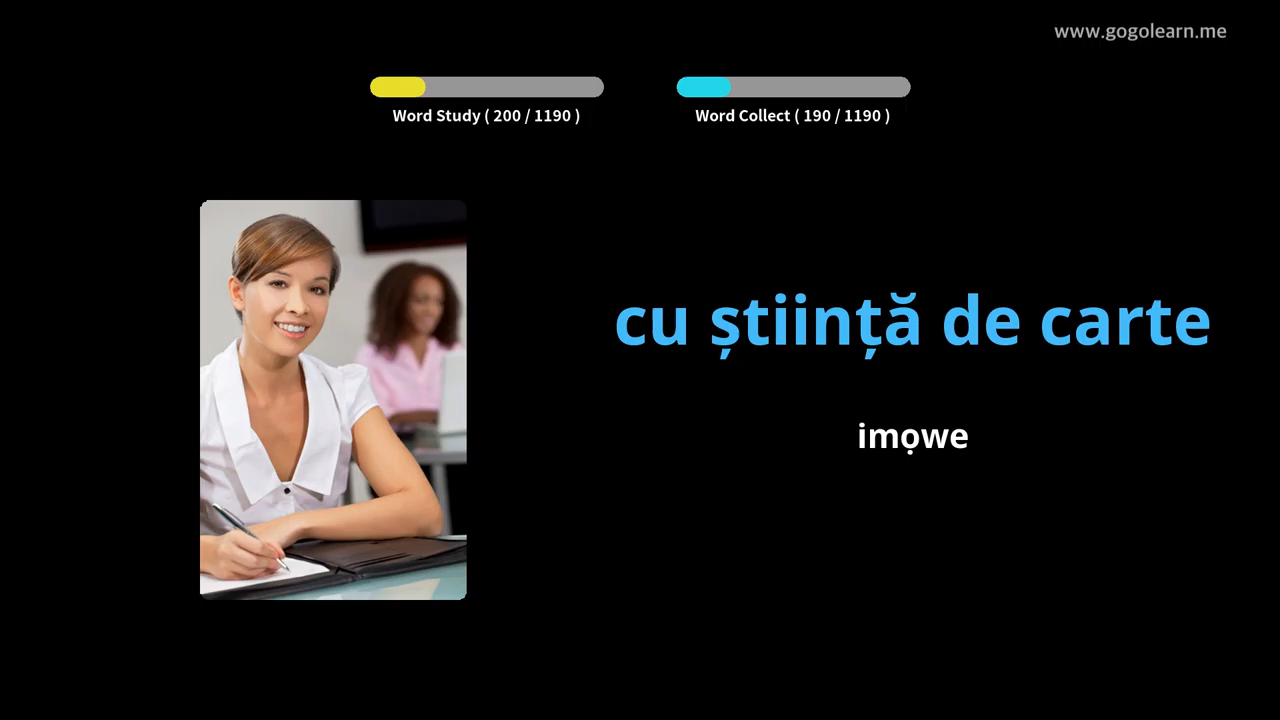 www.gogolearn.me
Word Study ( 200 / 1190 )
Word Collect ( 190 / 1190 )
cu știință de carte
imọwe